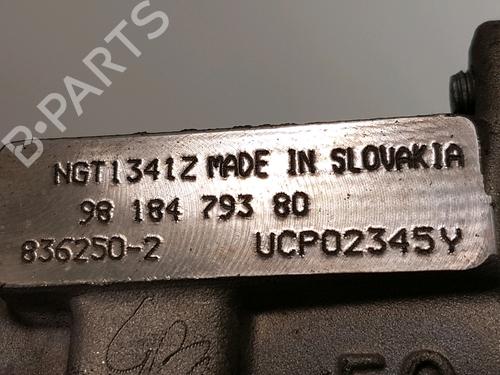 B-PARTS
NGT1341Z MADE IN SLOVAKIA
98 184 793 80
836250-2 UCP02345Y